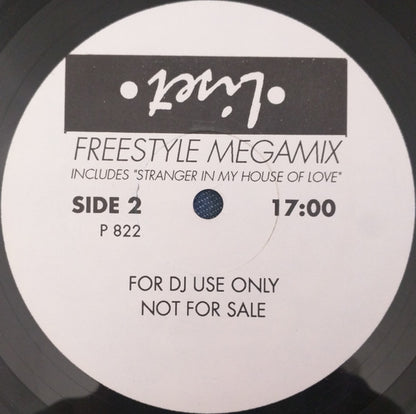 FREESTYLE MEGAMIX
INCLUDES "STRANGER IN MY HOUSE OF LOVE"
SIDE 2 17:00
P 822
FOR DJ USE ONLY
NOT FOR SALE